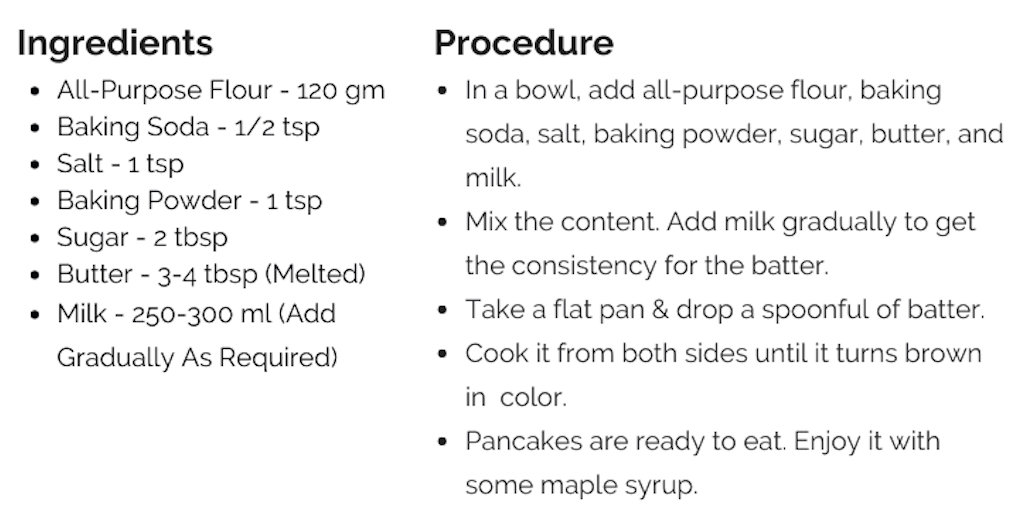 Ingredients
• All-Purpose Flour - 120 gm
• Baking Soda - 1/2 tsp
• Salt - 1 tsp
• Baking Powder - 1 tsp
• Sugar - 2 tbsp
• Butter - 3-4 tbsp (Melted)
• Milk - 250-300 ml (Add
Gradually As Required)
Procedure
• In a bowl, add all-purpose flour, baking
soda, salt, baking powder, sugar, butter, and
milk.
• Mix the content. Add milk gradually to get
the consistency for the batter.
• Take a flat pan & drop a spoonful of batter.
• Cook it from both sides until it turns brown
in  color.
• Pancakes are ready to eat. Enjoy it with
some maple syrup.